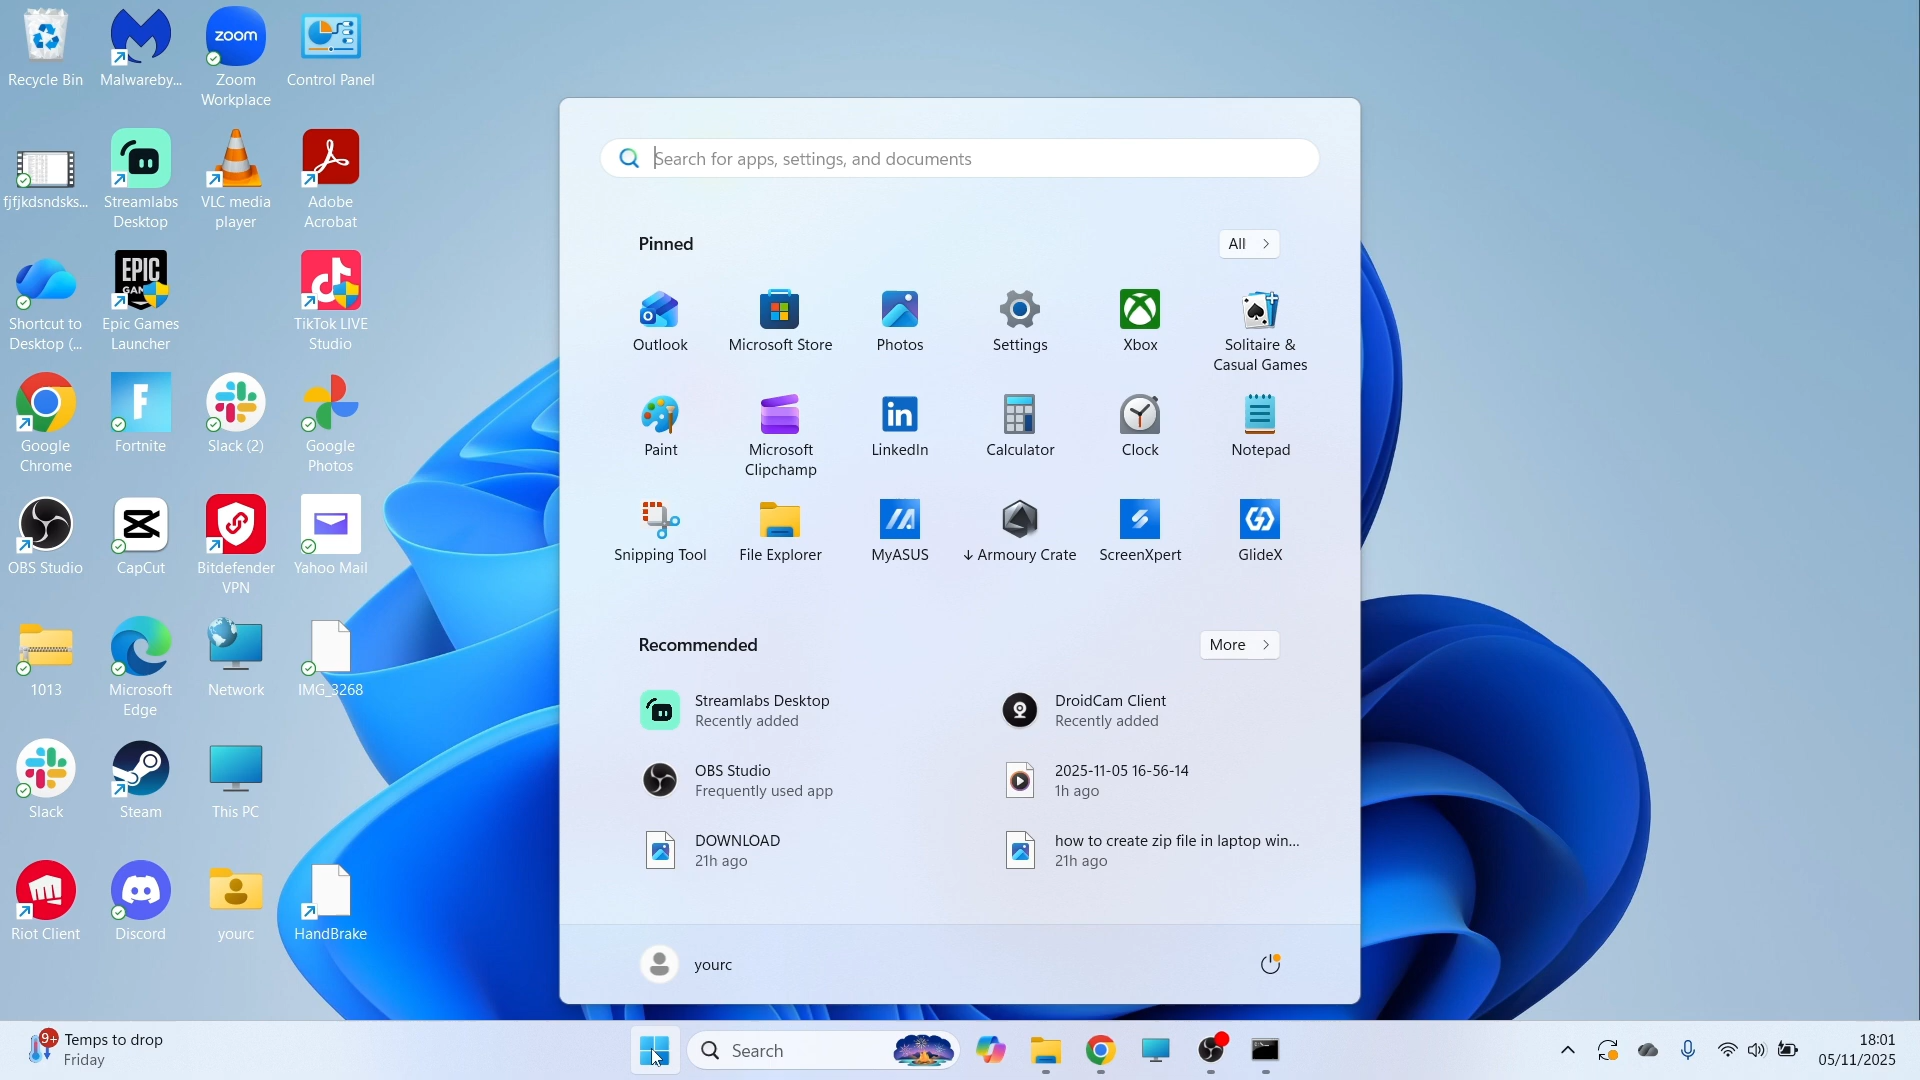 Recycle Bin
Malwareby...
Zoom
Workplace
Control Panel
zoom
fjfjkdsndsks...
Streamlabs
Desktop
VLC media
player
Adobe
Acrobat
Shortcut to
Desktop (...
EPIC
GAMES
Epic Games
Launcher
TikTok LIVE
Studio
Google
Chrome
F
Fortnite
Slack (2)
Google
Photos
OBS Studio
CapCut
Bitdefender
VPN
Yahoo Mail
1013
Microsoft
Edge
Network
IMG_3268
Slack
Steam
This PC
Riot Client
Discord
yourc
HandBrake
Search for apps, settings, and documents
Pinned
All
Outlook
Microsoft Store
Photos
Settings
Xbox
Solitaire &
Casual Games
Paint
Microsoft
Clipchamp
in
LinkedIn
Calculator
Clock
Notepad
Snipping Tool
File Explorer
MyASUS
↓ Armoury Crate
ScreenXpert
GlideX
Recommended
More
Streamlabs Desktop
Recently added
DroidCam Client
Recently added
OBS Studio
Frequently used app
2025-11-05 16-56-14
1h ago
DOWNLOAD
21h ago
how to create zip file in laptop win...
21h ago
yourc
9+
Temps to drop
Friday
Search
18:01
05/11/2025